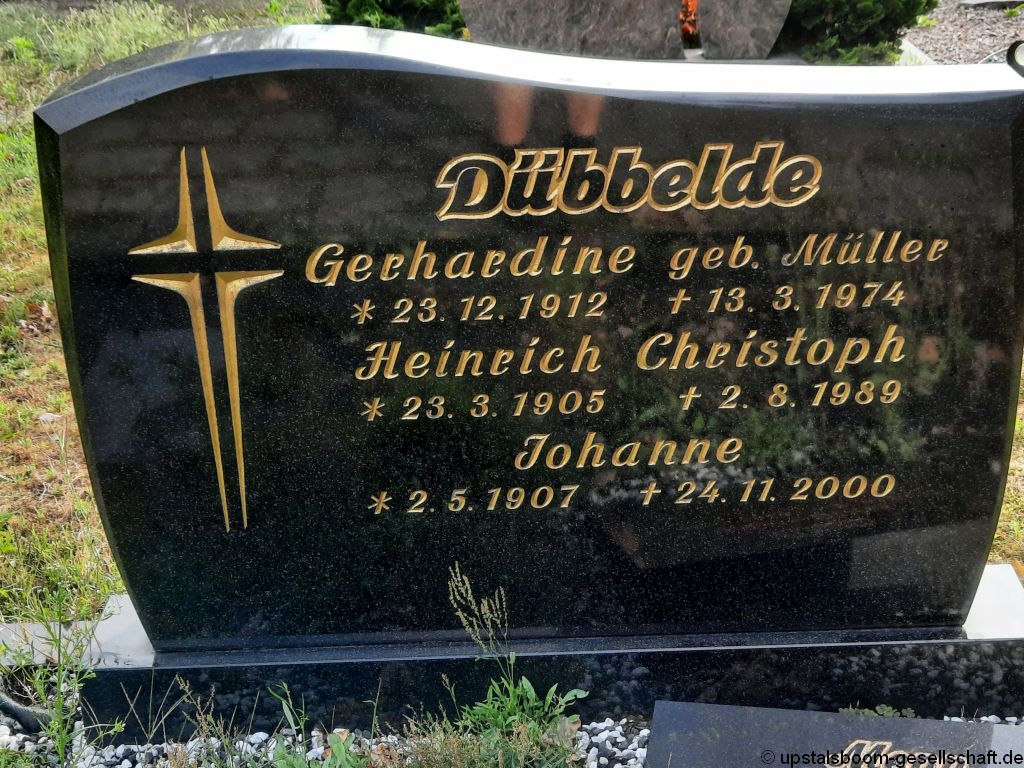 Dübbelde
Gerhardine geb. Müller
* 23. 12. 1912 † 13. 3. 1974
Heinrich Christoph
* 23. 3. 1905 † 2. 8. 1989
Johanne
* 2. 5. 1907 † 24. 11. 2000
© upstalsboom-gesellschaft.de